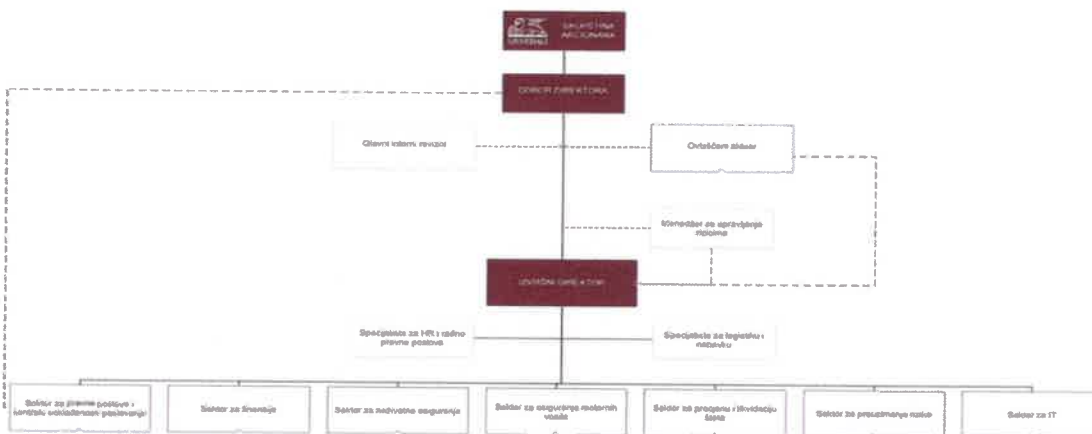 GENERALI
SKUPŠTINA
AKCIONARA
ODBOR DIREKTORA
Glavni interni revizor
Ovlašćeni aktuar
Menadžer za upravljanje
rizicima
IZVRŠNI DIREKTOR
Specijalista za HR i radno
pravne poslove
Specijalista za logistiku i
nabavku
Sektor za pravne poslove i
kontrolu usklađenosti poslovanja
Sektor za finansije
Sektor za neživotna osiguranja
Sektor za osiguranje motornih
vozila
Sektor za procjenu i likvidaciju
šteta
Sektor za preuzimanje rizika
Sektor za IT